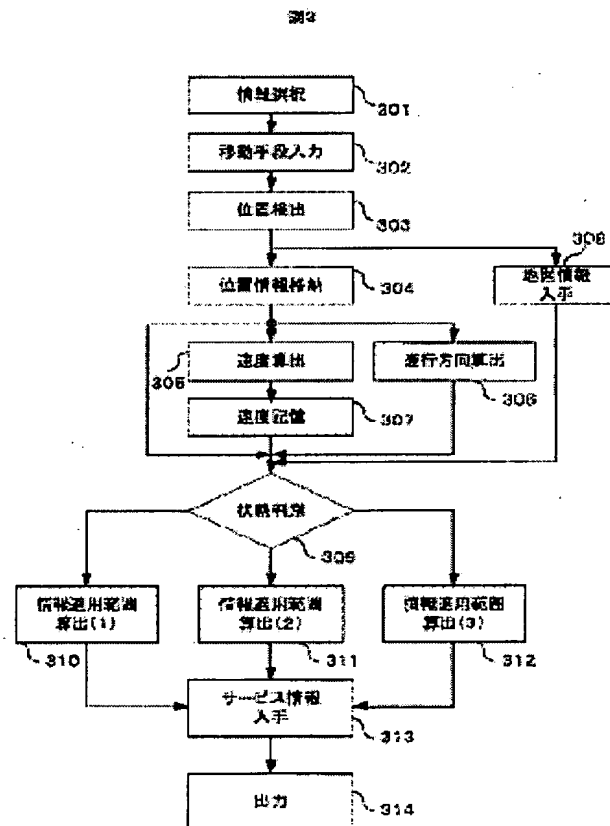 図3
情報選択
301
移動手段入力
302
位置検出
303
308
位置情報格納
304
地図情報
入手
速度算出
305
進行方向算出
306
速度記憶
307
状態判定
309
情報適用範囲
算出(1)
310
情報適用範囲
算出(2)
311
情報適用範囲
算出(3)
312
サービス情報
入手
313
出力
314